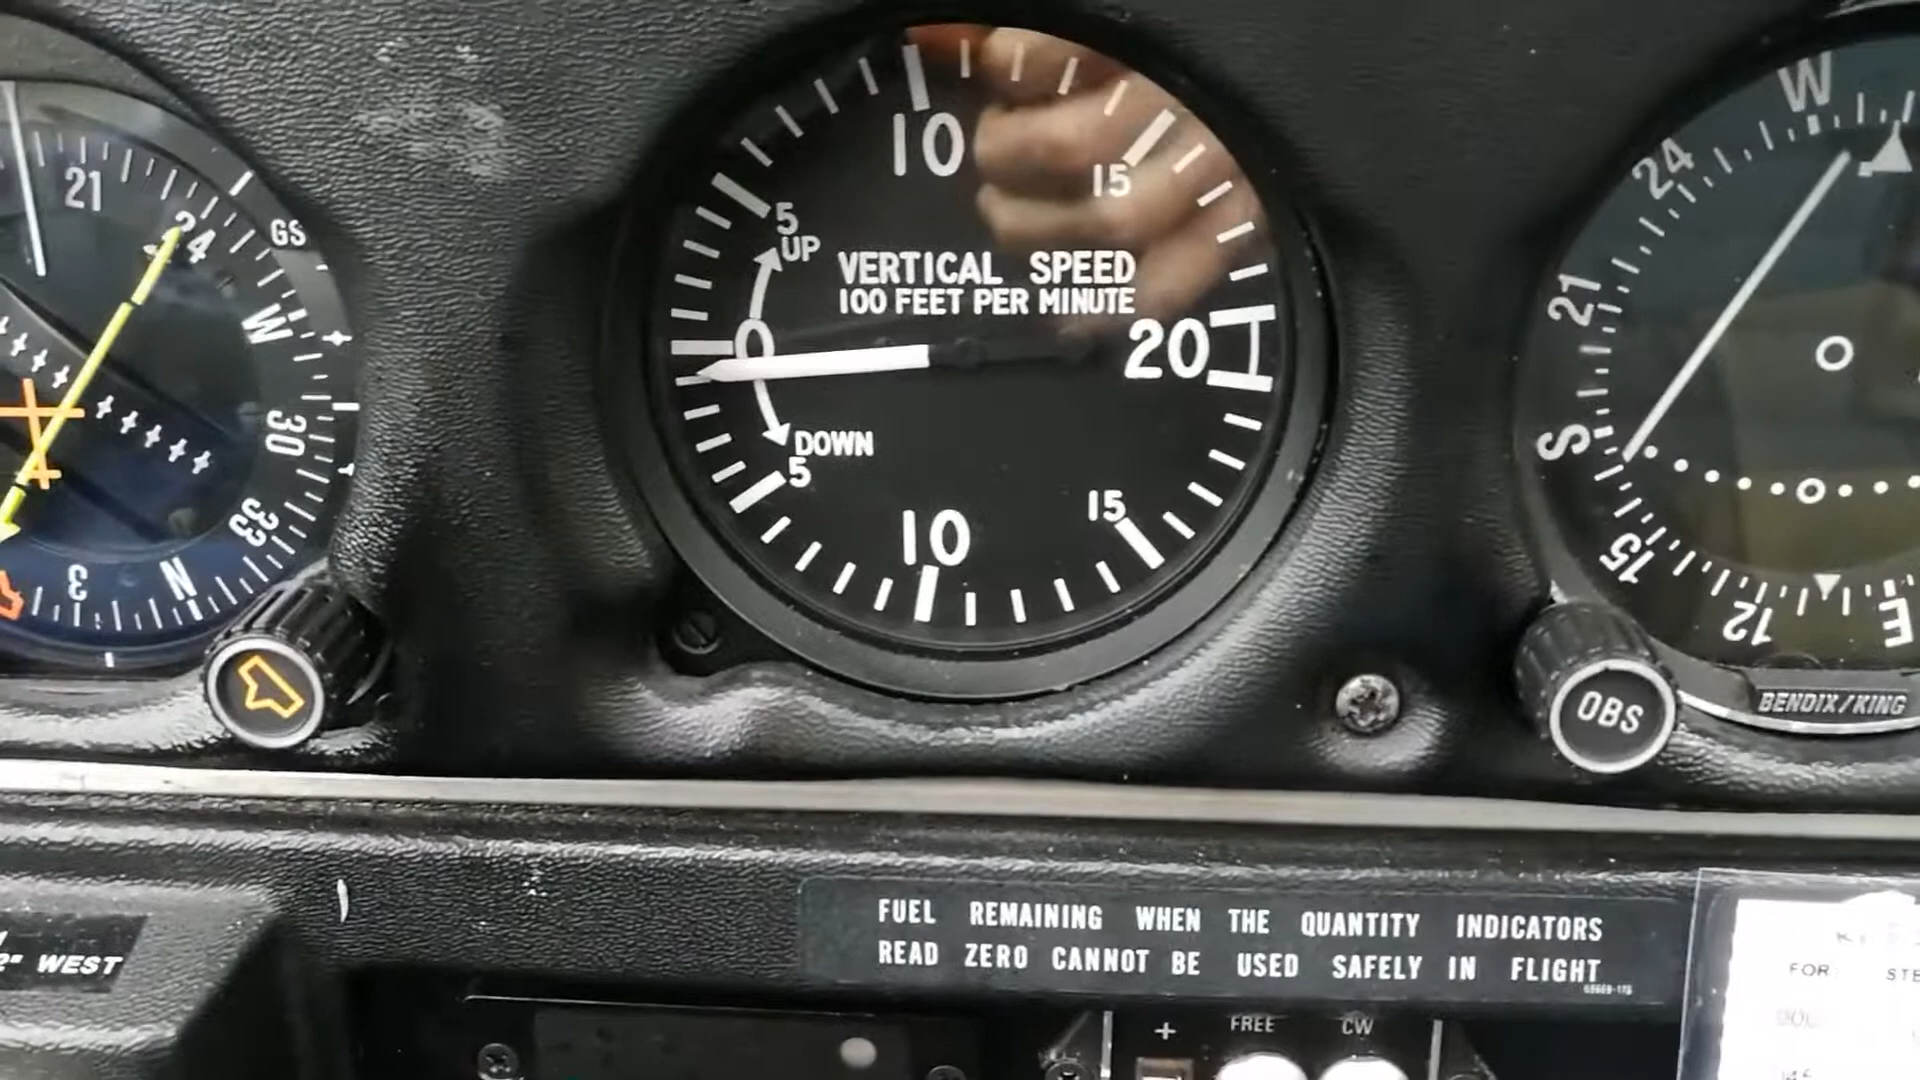 21
24
GS
W
30
33
N
3
10
15
5
UP
0
VERTICAL SPEED
100 FEET PER MINUTE
20
DOWN
5
10
15
W
24
21
S
15
12
E
OBS
BENDIX/KING
2" WEST
FUEL REMAINING WHEN THE QUANTITY INDICATORS
READ ZERO CANNOT BE USED SAFELY IN FLIGHT
FOR STE
+ FREE CW